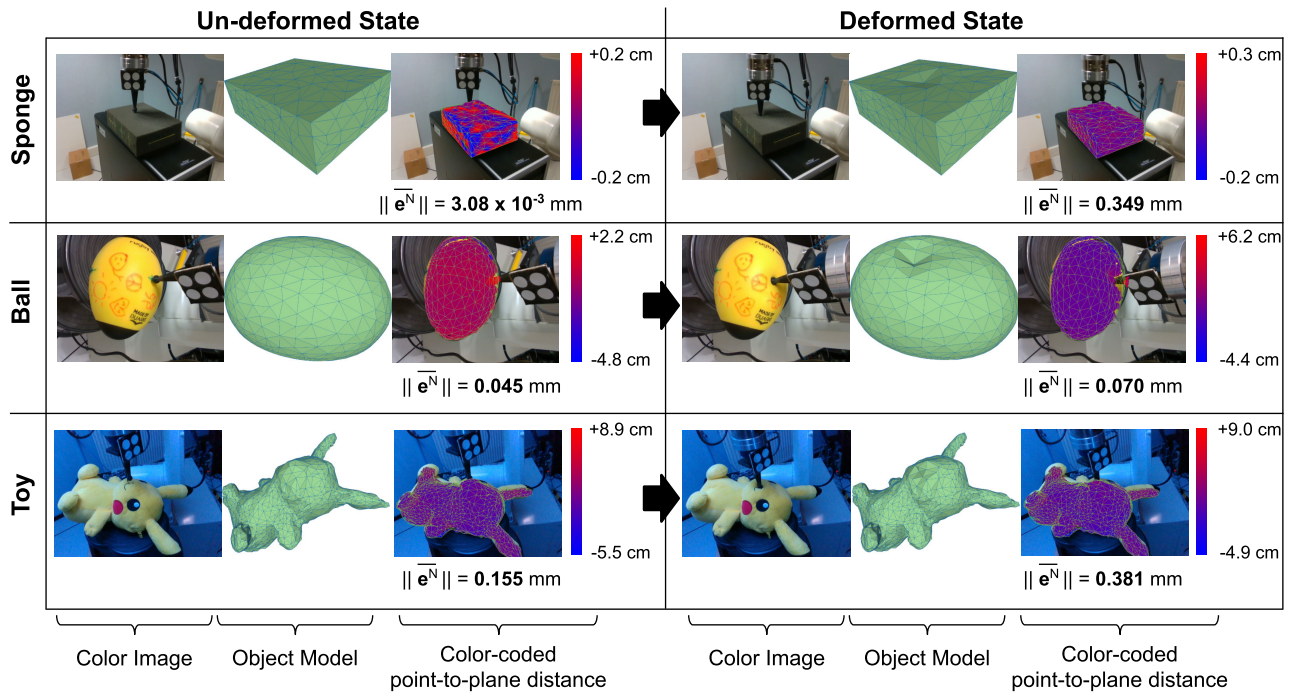 Un-deformed State
Deformed State
Sponge
+0.2 cm
-0.2 cm
|| e^N || = 3.08 x 10^-3 mm
+0.3 cm
-0.2 cm
|| e^N || = 0.349 mm
Ball
+2.2 cm
-4.8 cm
|| e^N || = 0.045 mm
+6.2 cm
-4.4 cm
|| e^N || = 0.070 mm
Toy
+8.9 cm
-5.5 cm
|| e^N || = 0.155 mm
+9.0 cm
-4.9 cm
|| e^N || = 0.381 mm
Color Image
Object Model
Color-coded
point-to-plane distance
Color Image
Object Model
Color-coded
point-to-plane distance